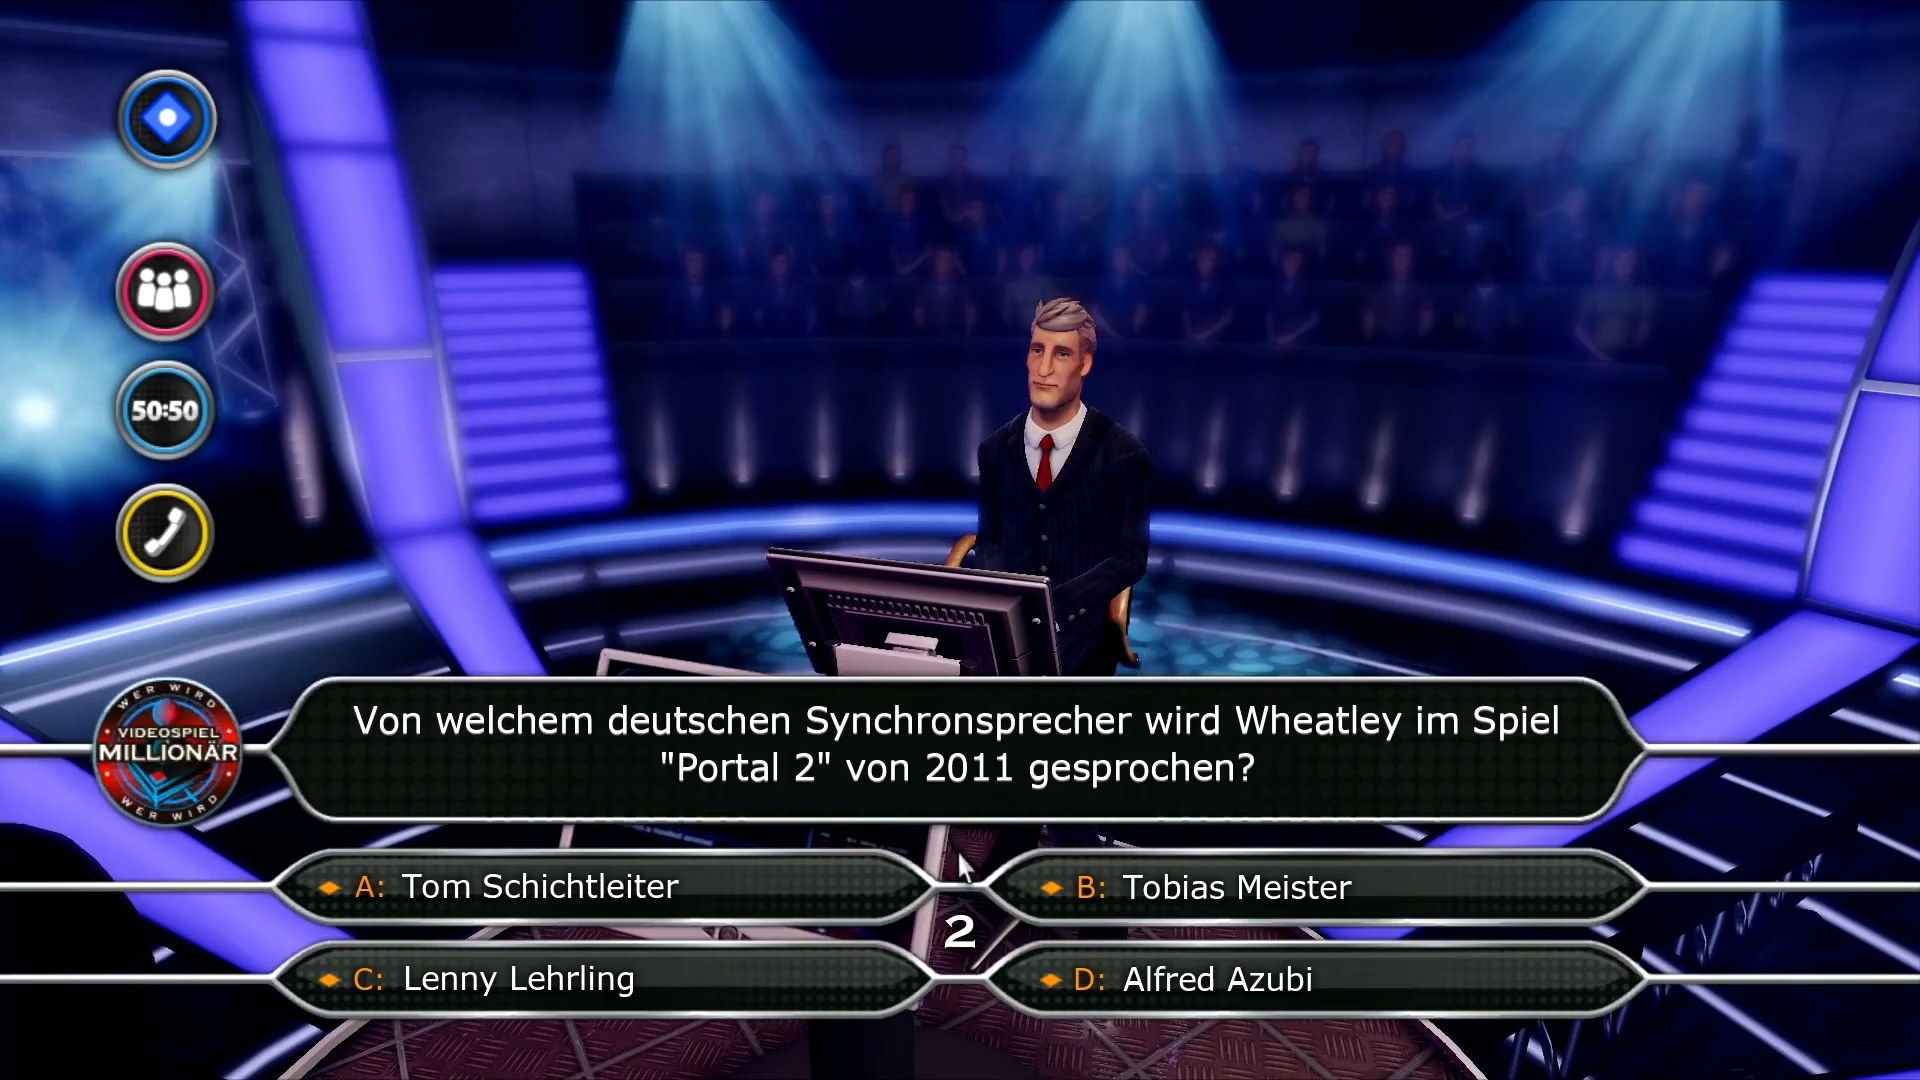 50:50
WER WIRD
VIDEOSPIEL
MILLIONÄR
WER WIRD
Von welchem deutschen Synchronsprecher wird Wheatley im Spiel
"Portal 2" von 2011 gesprochen?
A: Tom Schichtleiter
B: Tobias Meister
2
C: Lenny Lehrling
D: Alfred Azubi